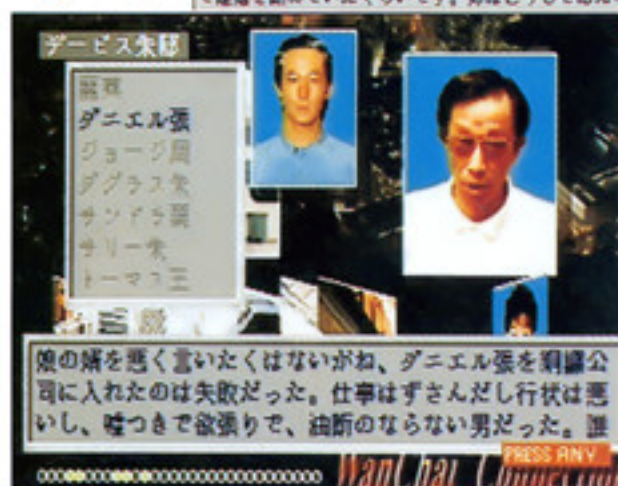 デービス朱邸
ダニエル張
ジョージ周
ダグラス朱
サンドラ
サリー朱
トーマス王
娘の婿を悪く言いたくはないがね、ダニエル張を
公司に入れたのは失敗だった。仕事はずさんだし行状は悪
いし、嘘つきで欲張りで、油断のならない男だった。誰
PRESS ANY
WanChai Connection